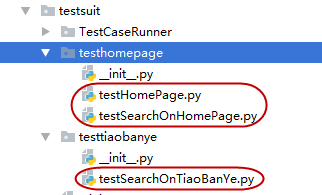 testsuit
TestCaseRunner
testhomepage
__init__.py
testHomePage.py
testSearchOnHomePage.py
testtiaobanye
__init__.py
testSearchOnTiaoBanYe.py